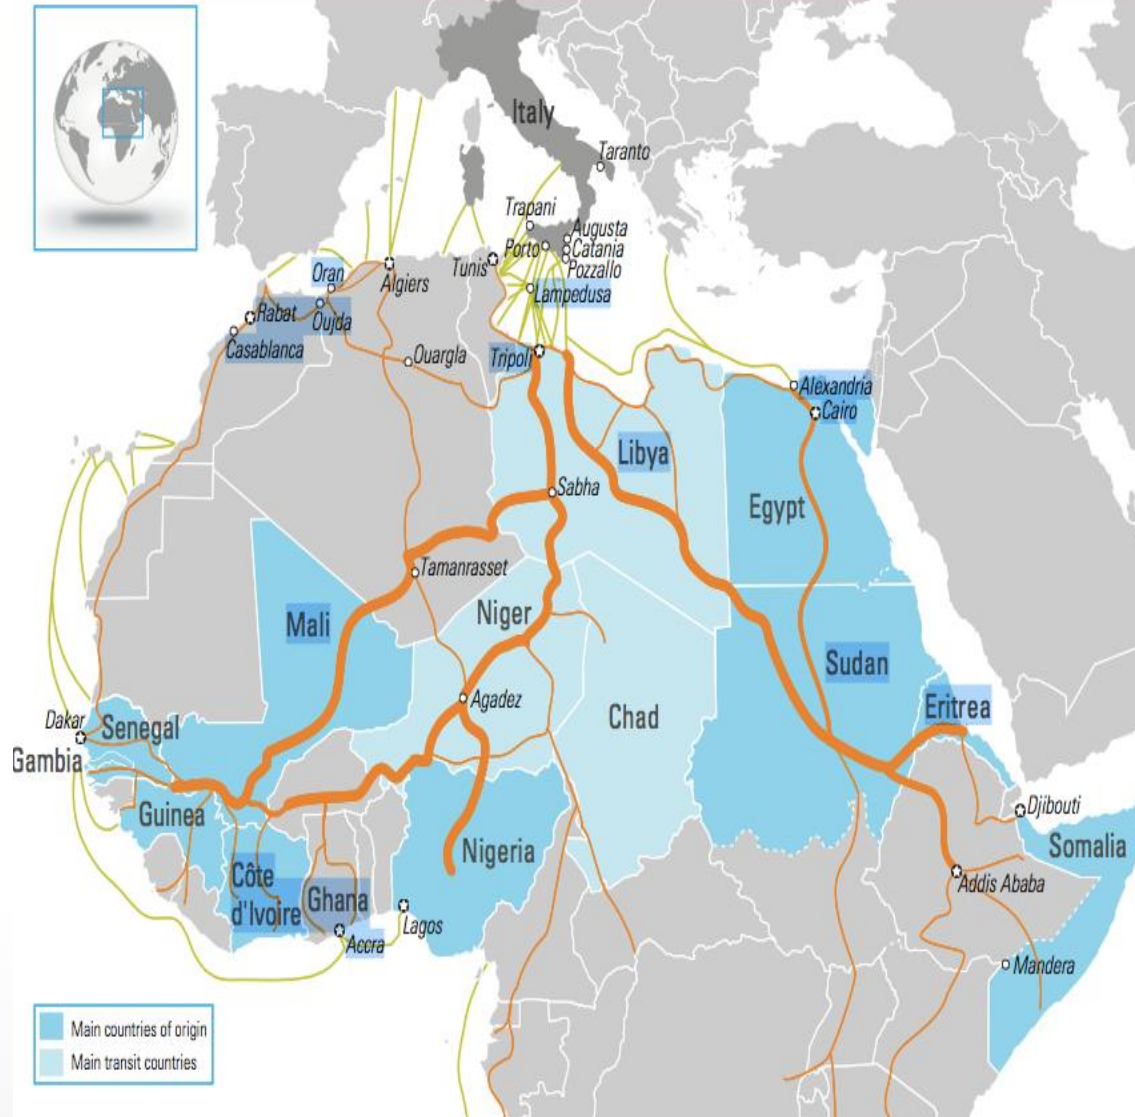 Italy
Taranto
Trapani
Augusta
Porto
Catania
Tunis
Pozzallo
Oran
Algiers
Lampedusa
Rabat
Oujda
Casablanca
Ouargla
Tripoli
Alexandria
Cairo
Libya
Sabha
Egypt
Tamanrasset
Niger
Mali
Sudan
Agadez
Eritrea
Chad
Dakar
Senegal
Gambia
Guinea
Djibouti
Nigeria
Somalia
Côte
d'Ivoire
Ghana
Addis Ababa
Lagos
Accra
Mandera
Main countries of origin
Main transit countries